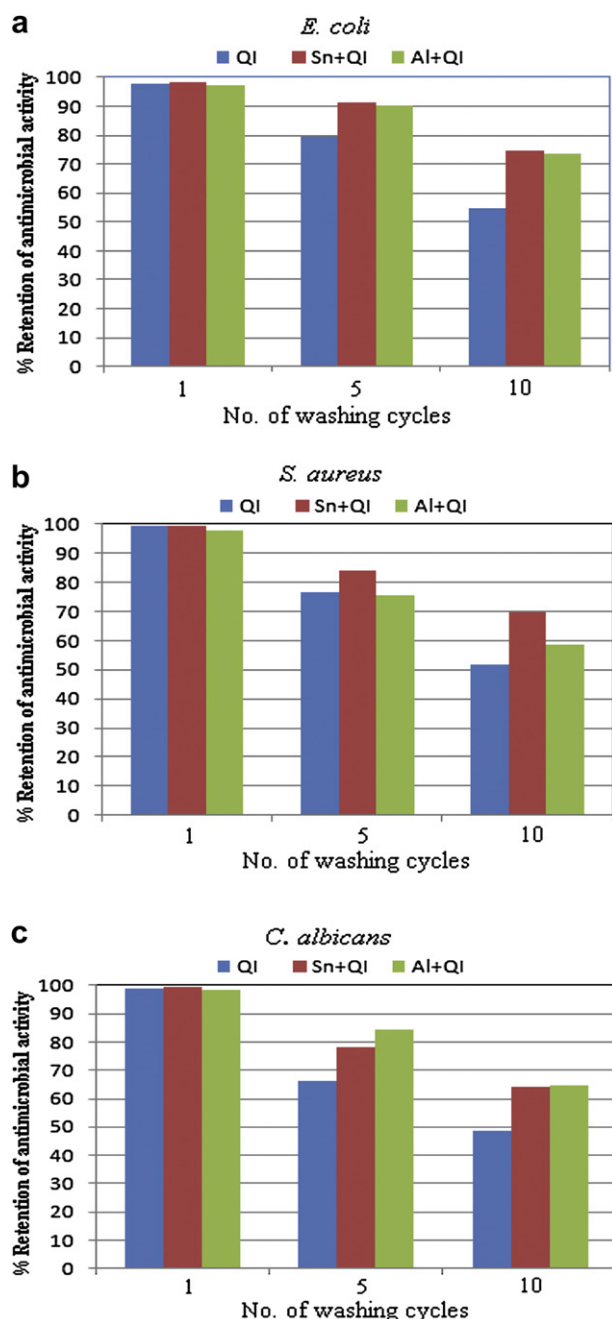 a
E. coli
QI Sn+QI Al+QI
% Retention of antimicrobial activity
100
90
80
70
60
50
40
30
20
10
0
1 5 10
No. of washing cycles
b
S. aureus
QI Sn+QI Al+QI
% Retention of antimicrobial activity
100
90
80
70
60
50
40
30
20
10
0
1 5 10
No. of washing cycles
c
C. albicans
QI Sn+QI Al+QI
% Retention of antimicrobial activity
100
90
80
70
60
50
40
30
20
10
0
1 5 10
No. of washing cycles